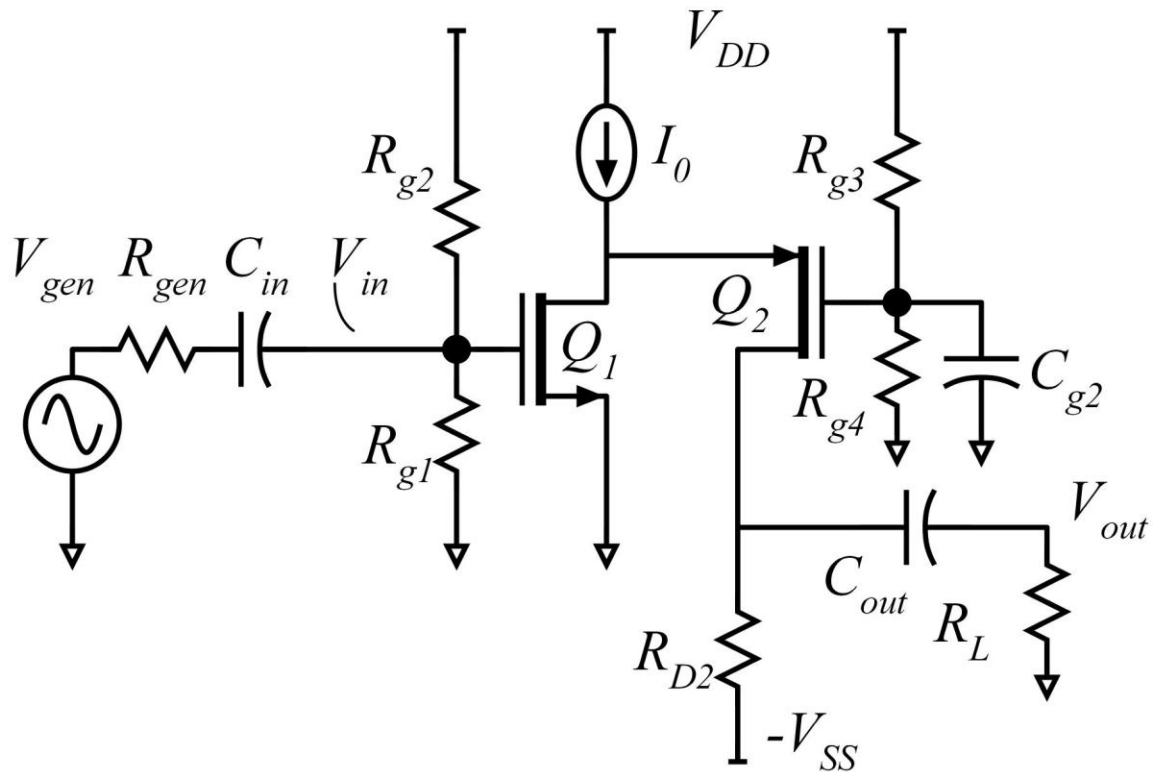 V_DD
I_0
R_g2
R_g3
V_gen
R_gen
C_in
V_in
Q_1
Q_2
R_g1
R_g4
C_g2
V_out
C_out
R_L
R_D2
-V_SS